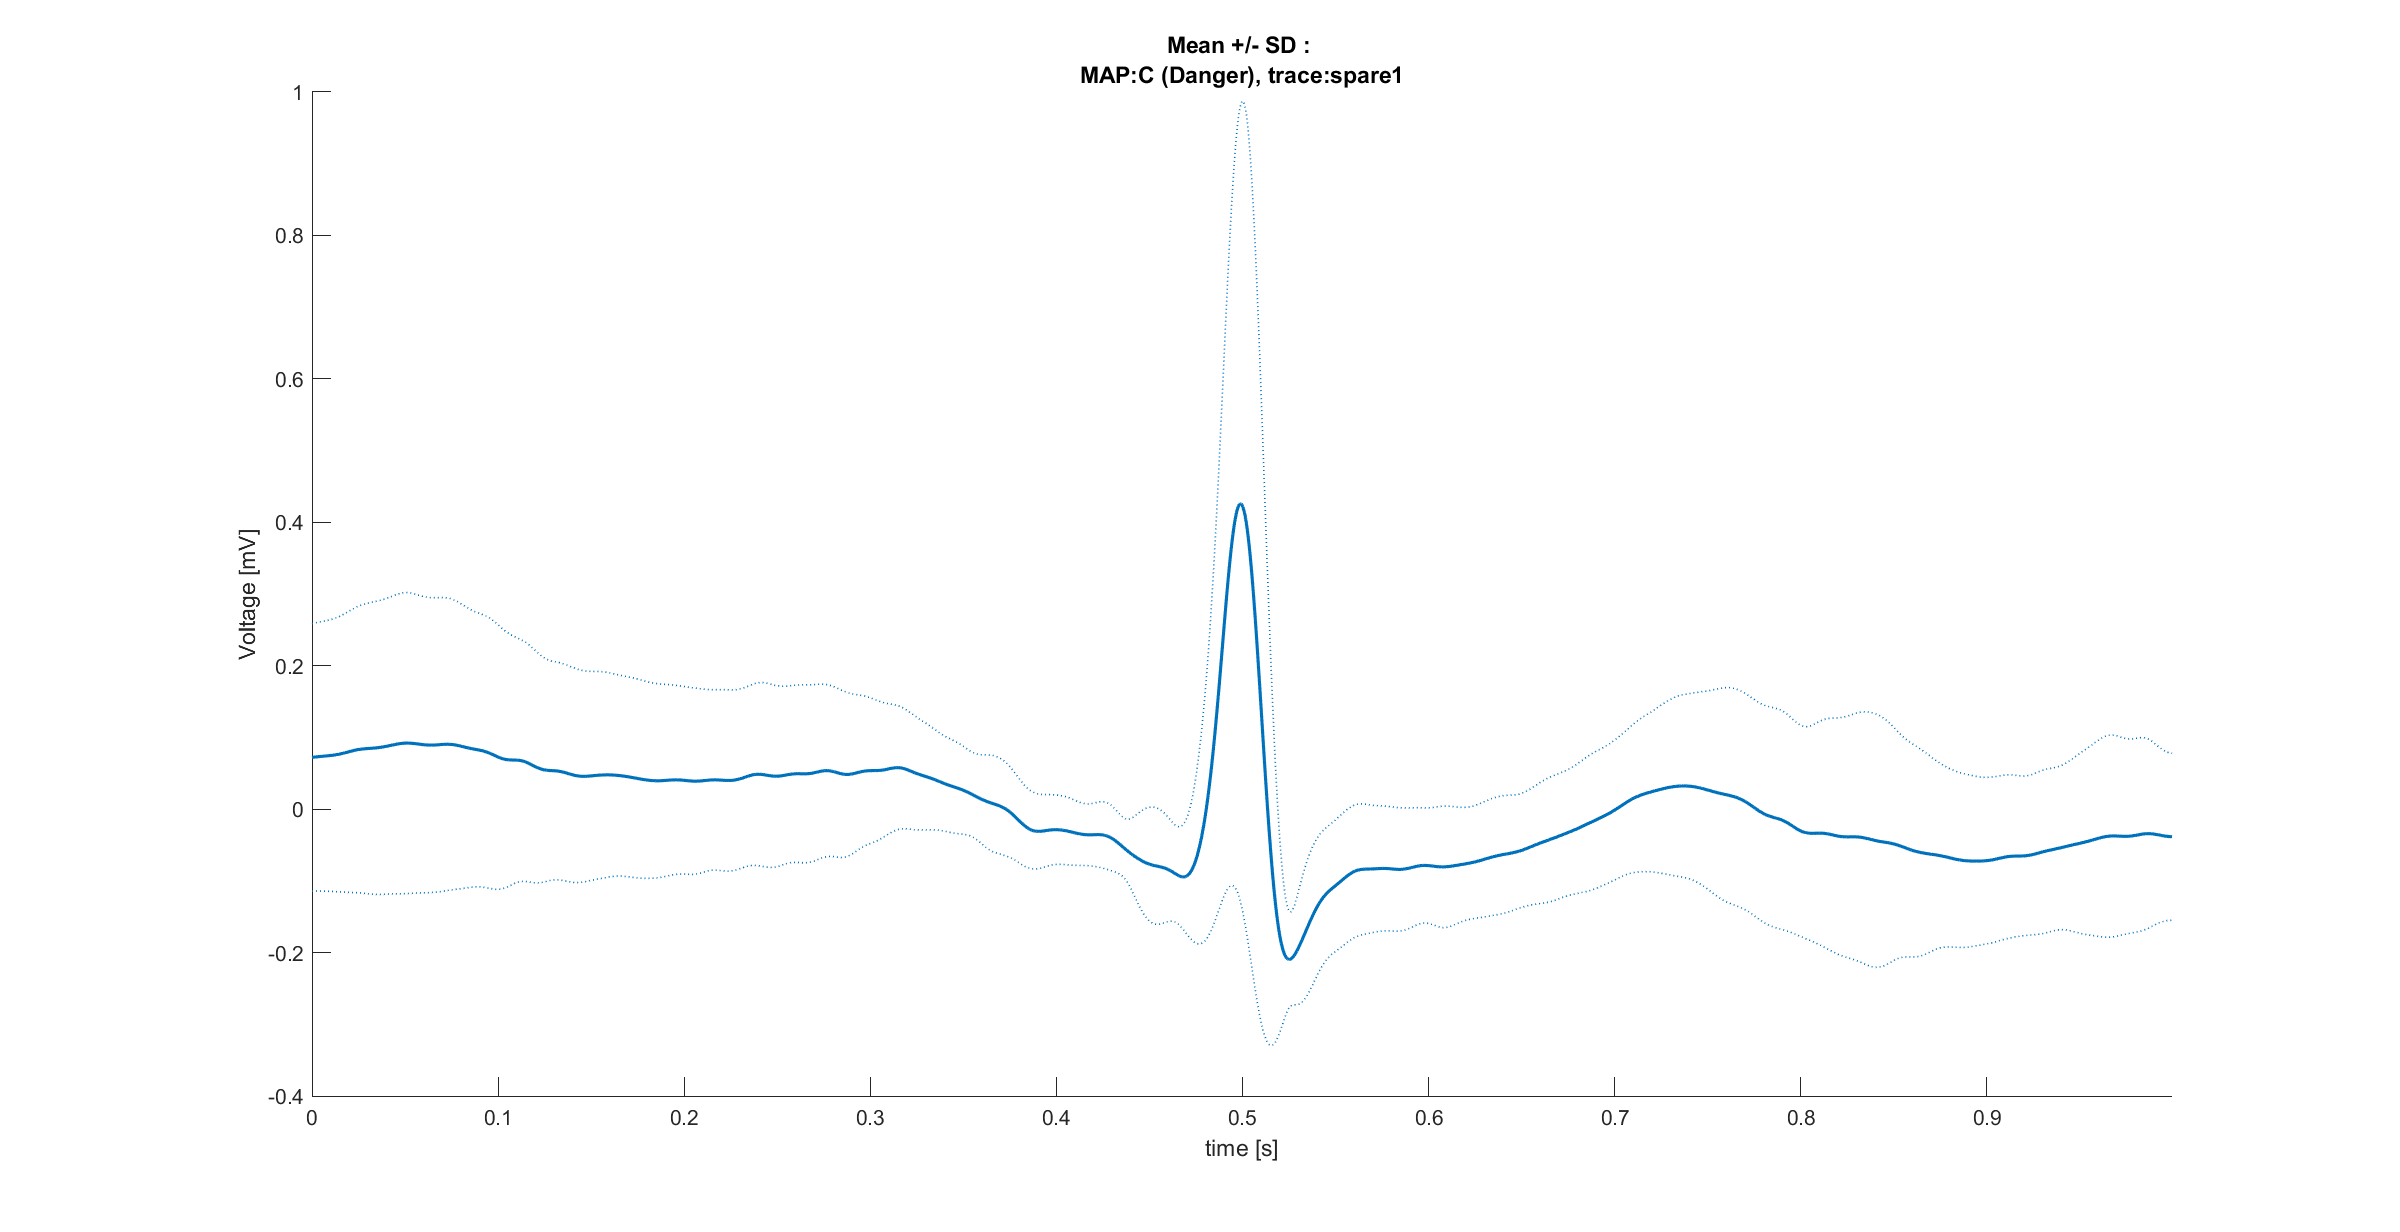 Mean +/- SD :
MAP:C (Danger), trace:spare1
1
0.8
0.6
0.4
0.2
0
-0.2
-0.4
Voltage [mV]
0 0.1 0.2 0.3 0.4 0.5 0.6 0.7 0.8 0.9
time [s]